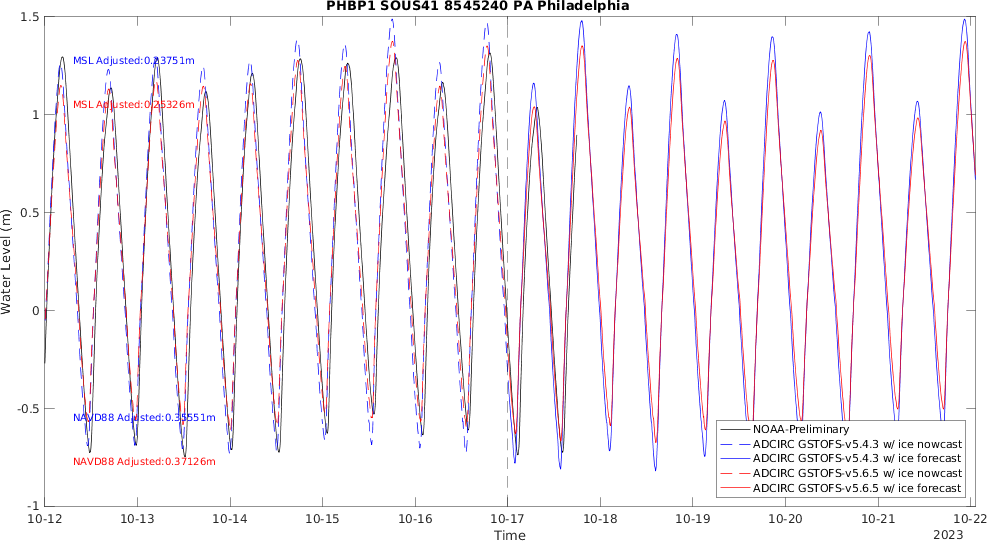 PHBP1 SOUS41 8545240 PA Philadelphia
1.5
1
0.5
0
-0.5
-1
Water Level (m)
MSL Adjusted:0.23751m
MSL Adjusted:0.25326m
NAVD88 Adjusted:0.35551m
NAVD88 Adjusted:0.37126m
NOAA-Preliminary
ADCIRC GSTOFS-v5.4.3 w/ ice nowcast
ADCIRC GSTOFS-v5.4.3 w/ ice forecast
ADCIRC GSTOFS-v5.6.5 w/ ice nowcast
ADCIRC GSTOFS-v5.6.5 w/ ice forecast
10-12 10-13 10-14 10-15 10-16 10-17 10-18 10-19 10-20 10-21 10-22
Time
2023